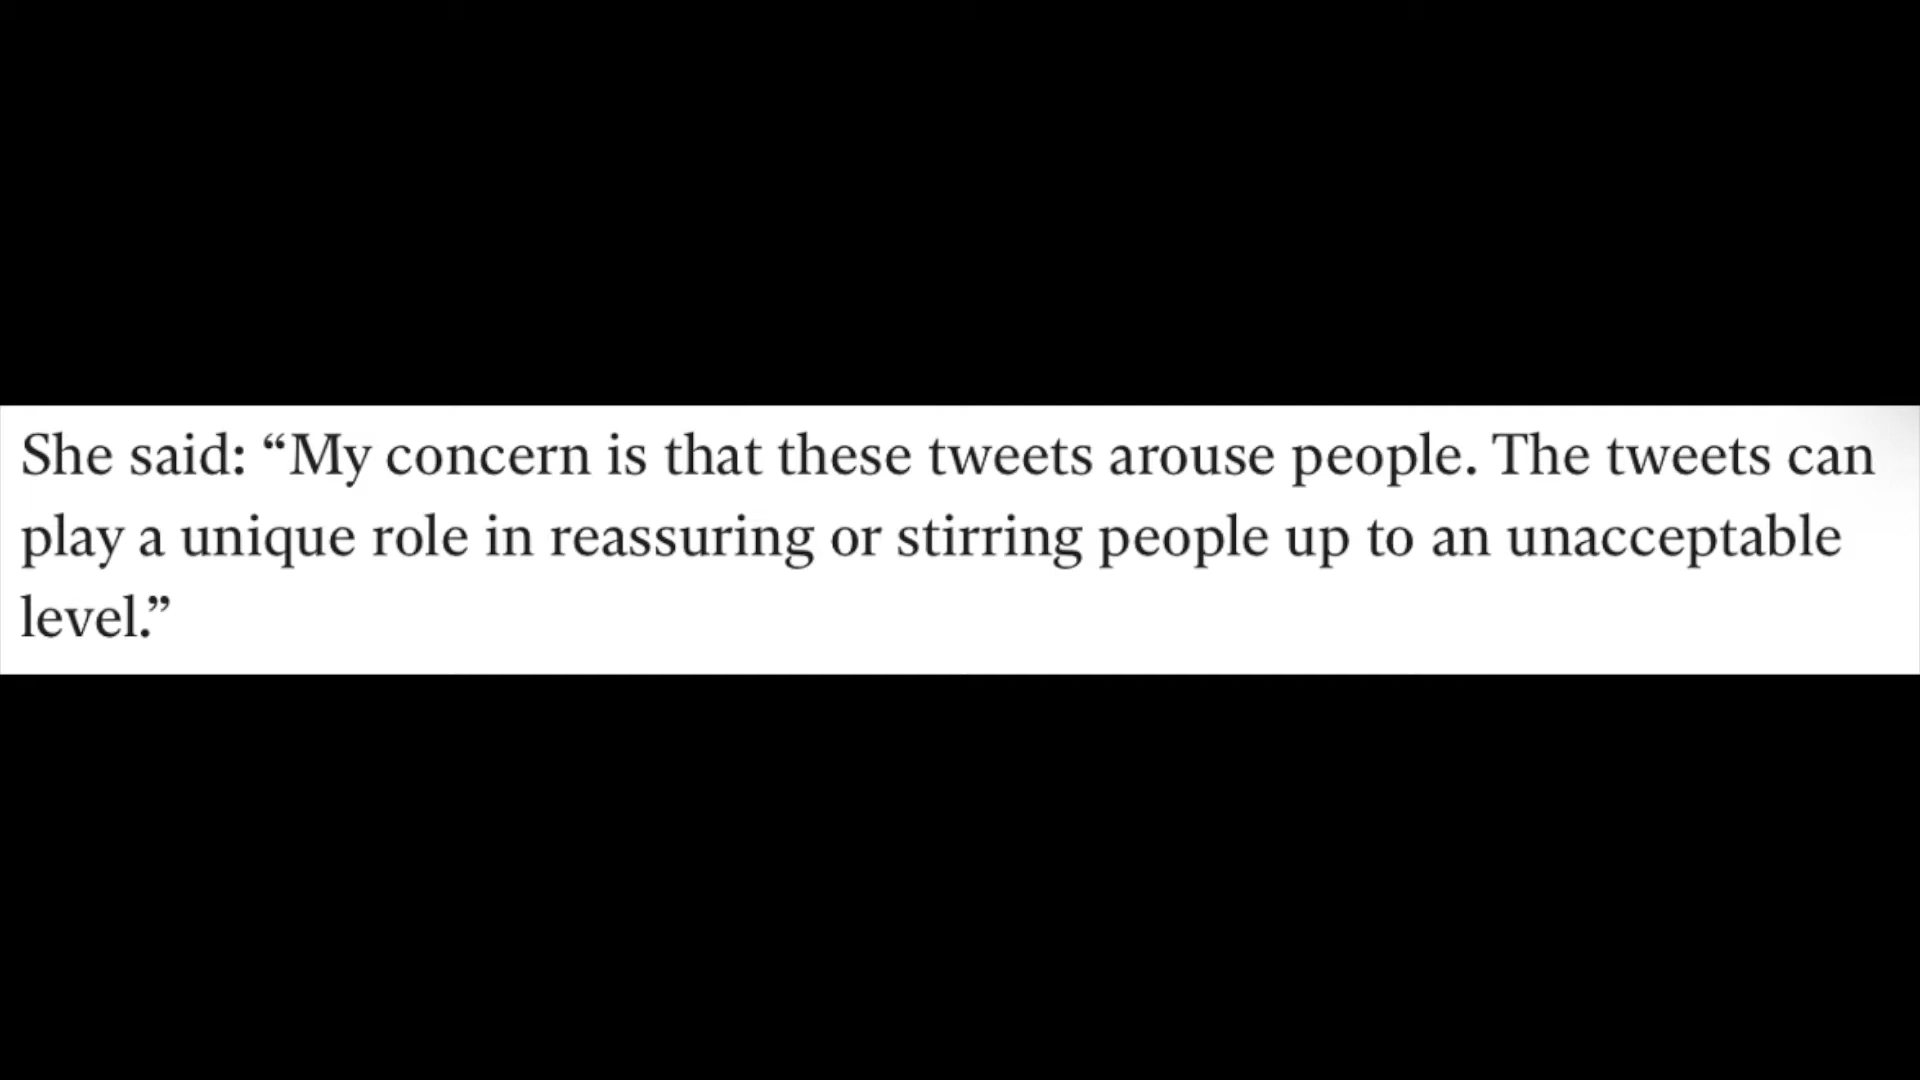 She said: “My concern is that these tweets arouse people. The tweets can
play a unique role in reassuring or stirring people up to an unacceptable
level.”